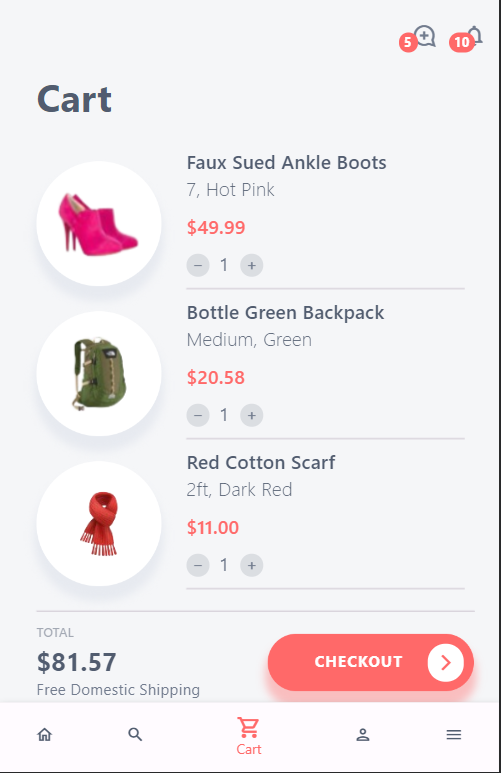 5
10
Cart
Faux Sued Ankle Boots
7, Hot Pink
$49.99
− 1 +
Bottle Green Backpack
Medium, Green
$20.58
− 1 +
Red Cotton Scarf
2ft, Dark Red
$11.00
− 1 +
TOTAL
$81.57
CHECKOUT
Free Domestic Shipping
Cart